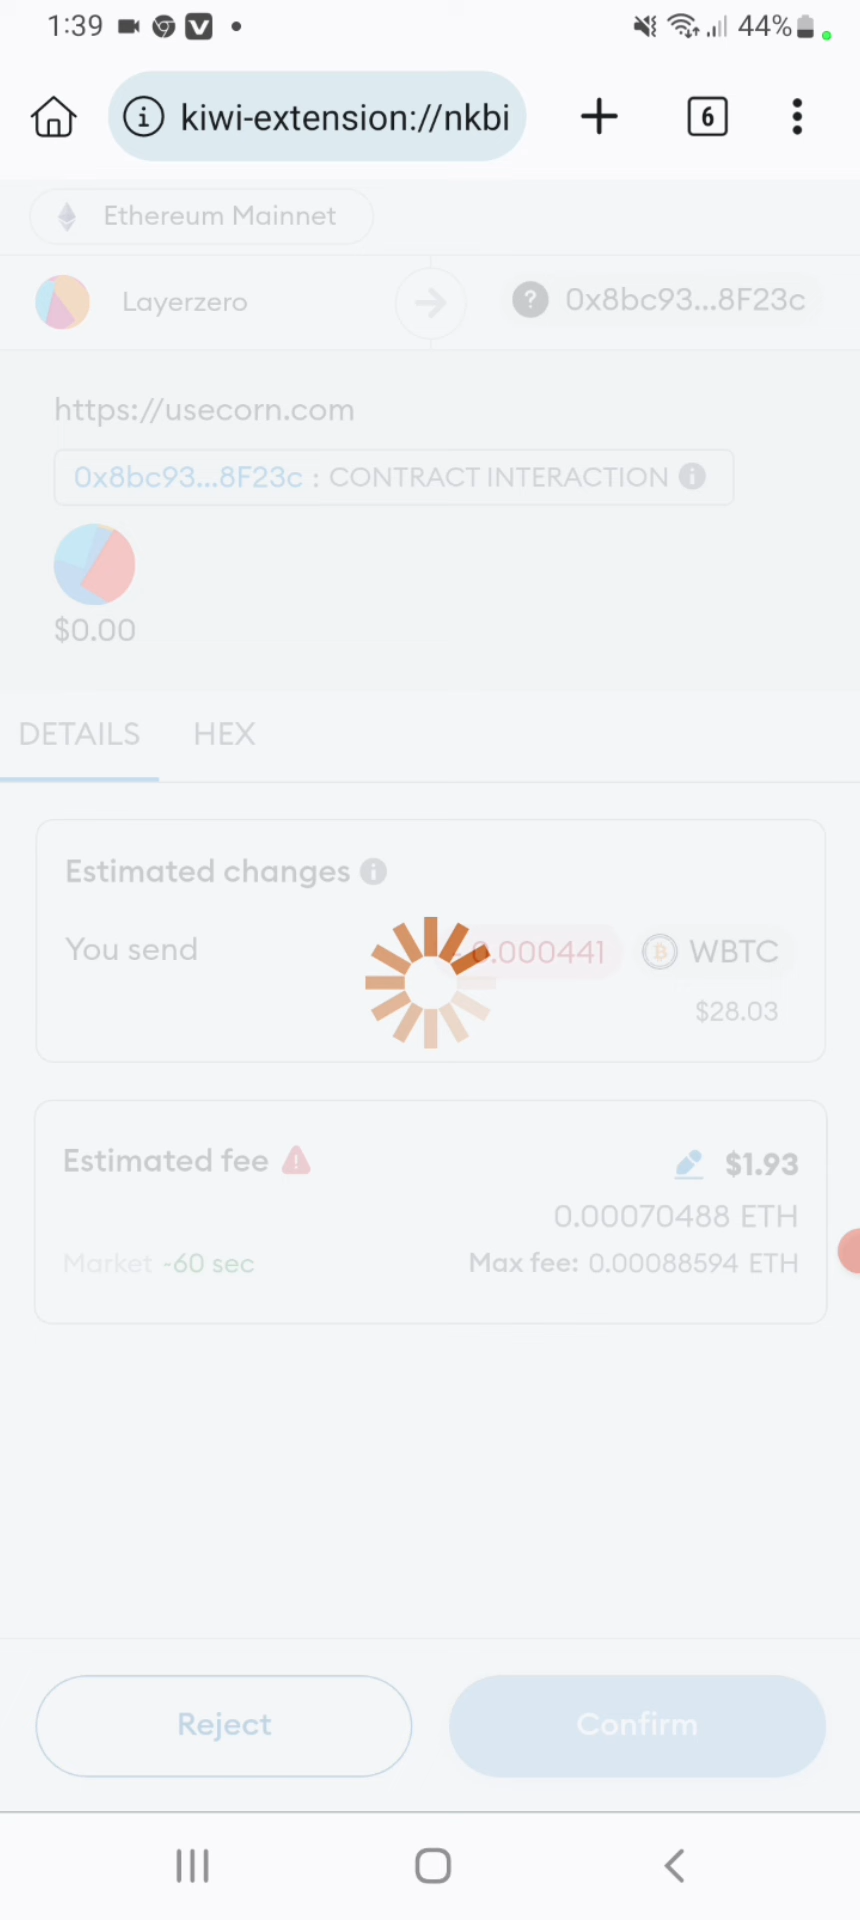 1:39
44%
kiwi-extension://nkbi
6
Ethereum Mainnet
Layerzero
0x8bc93...8F23c
https://usecorn.com
0x8bc93...8F23c : CONTRACT INTERACTION
$0.00
DETAILS
HEX
Estimated changes
You send
0.000441
WBTC
$28.03
Estimated fee
$1.93
0.00070488 ETH
Market ~60 sec
Max fee: 0.00088594 ETH
Reject
Confirm